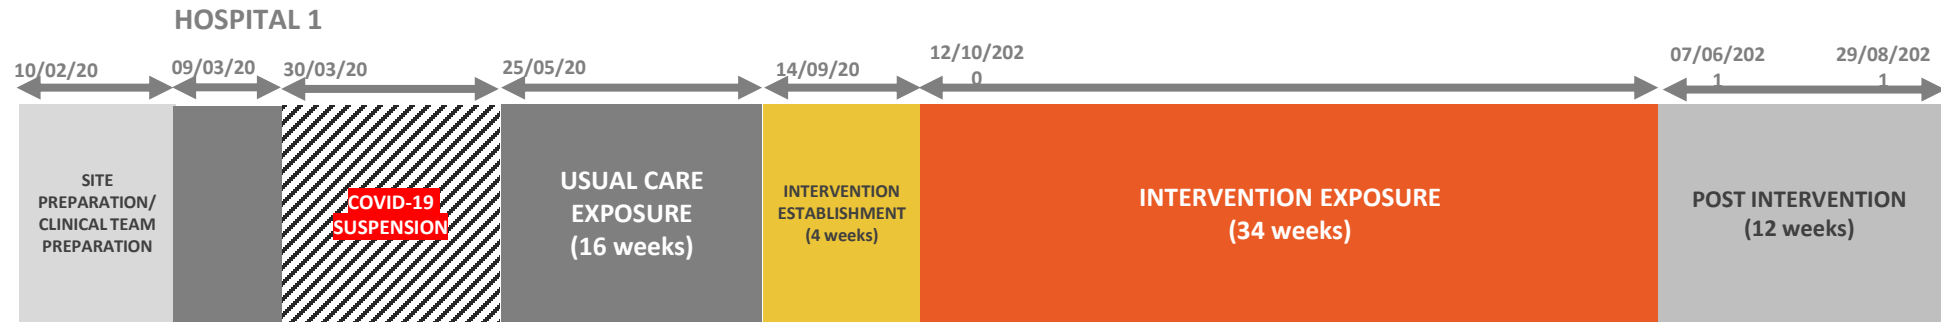 HOSPITAL 1
10/02/20
09/03/20
30/03/20
25/05/20
14/09/20
12/10/202
0
07/06/202
1
29/08/202
1
SITE
PREPARATION/
CLINICAL TEAM
PREPARATION
COVID-19
SUSPENSION
USUAL CARE
EXPOSURE
(16 weeks)
INTERVENTION
ESTABLISHMENT
(4 weeks)
INTERVENTION EXPOSURE
(34 weeks)
POST INTERVENTION
(12 weeks)